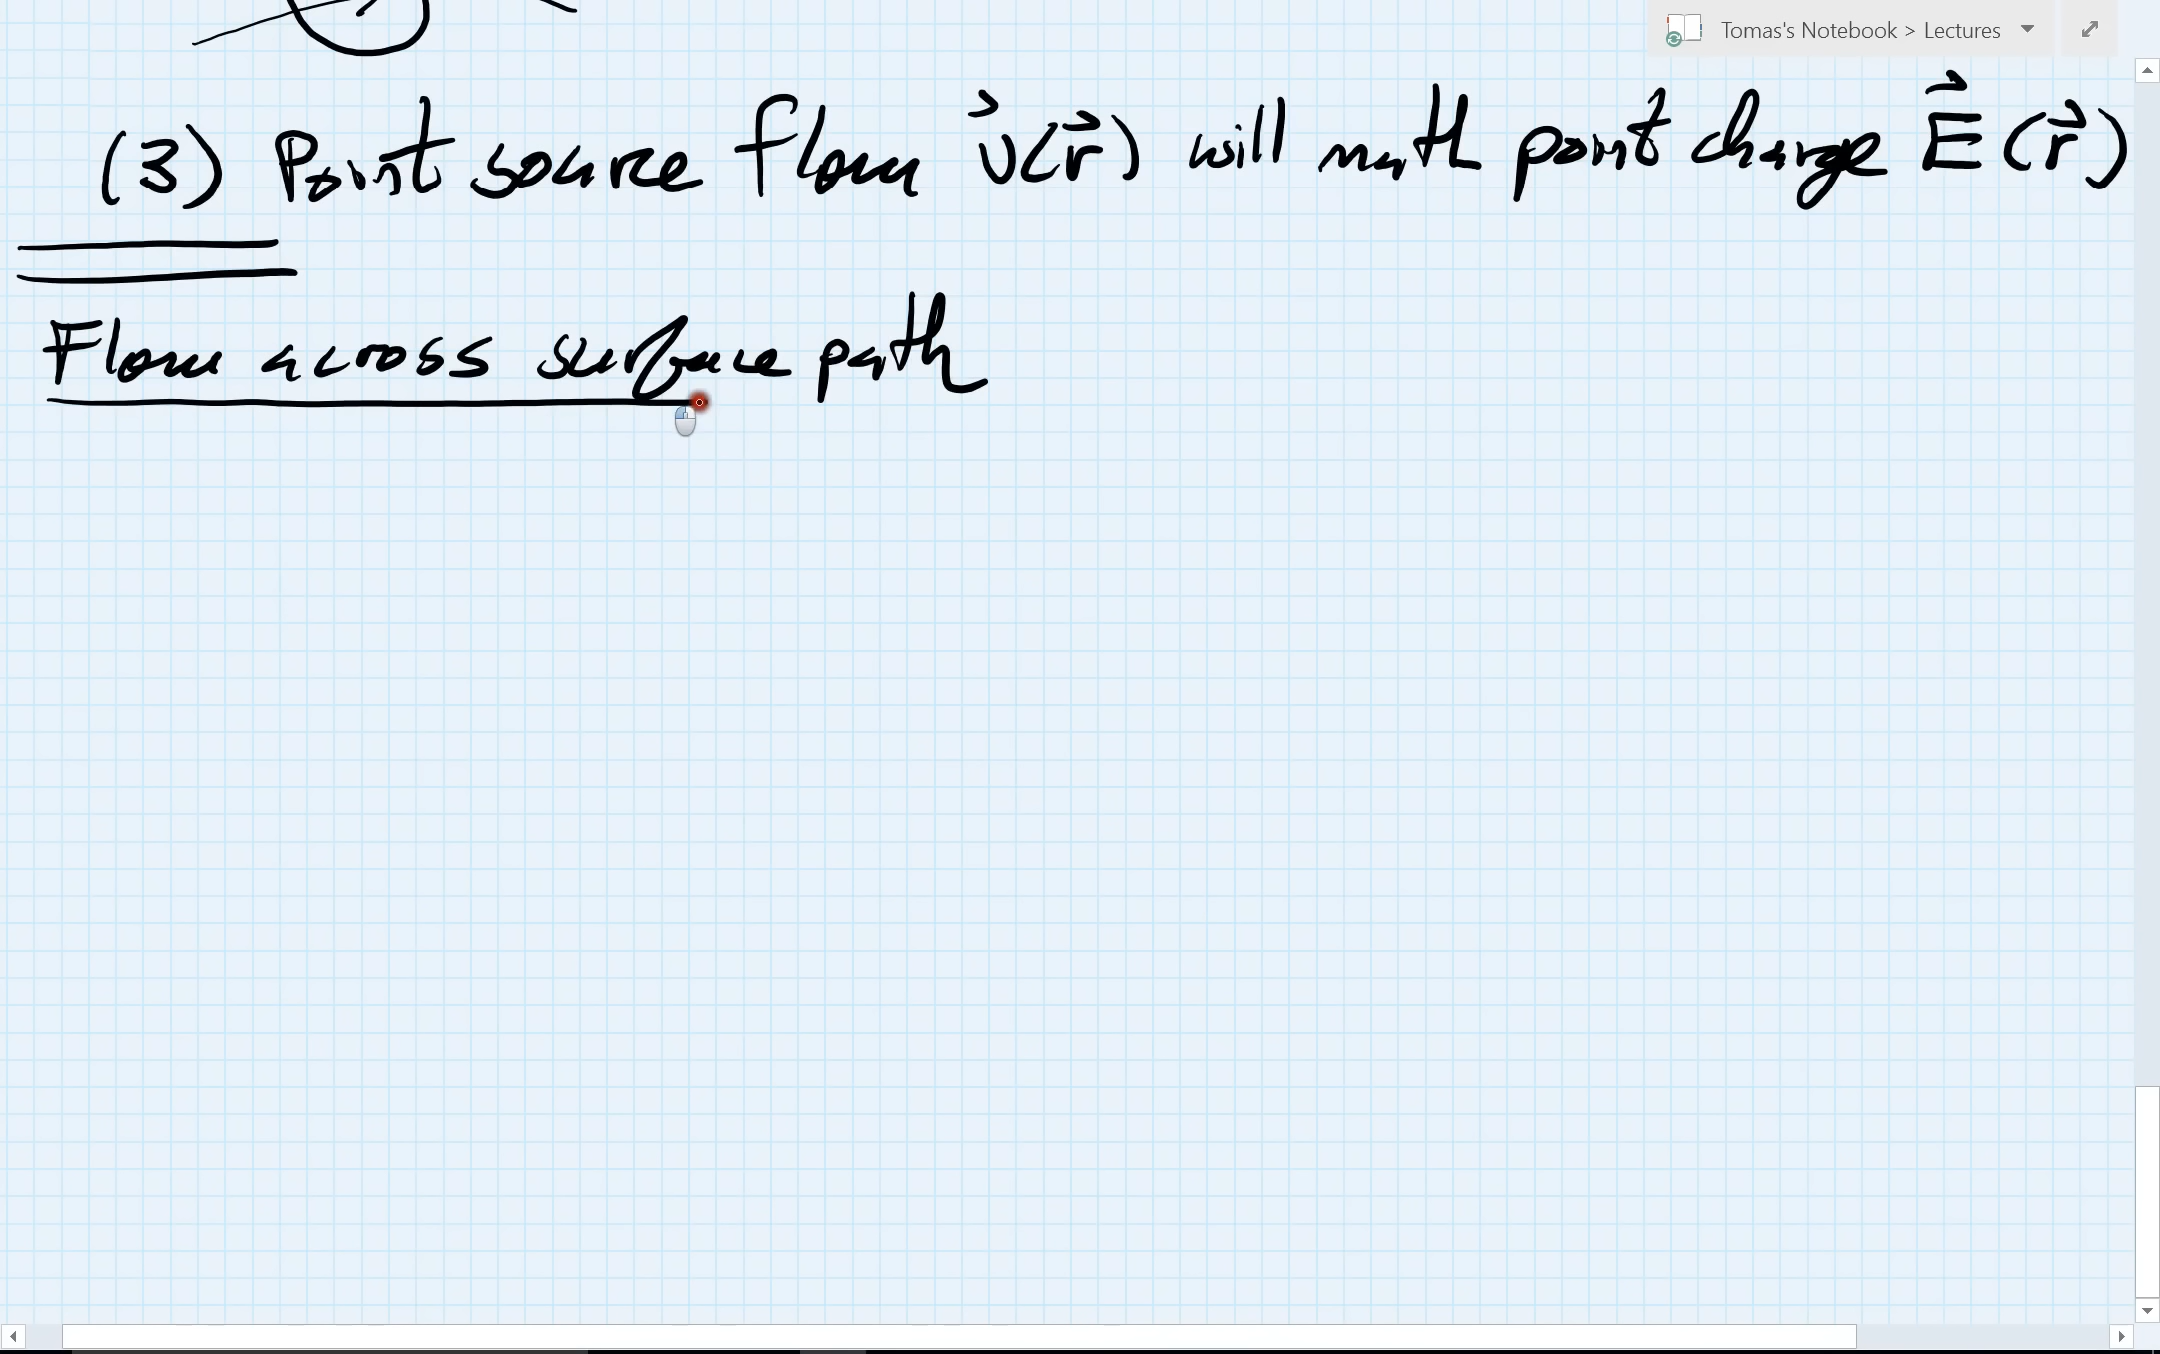 Tomas's Notebook > Lectures
(3) Point source flow v⃗(r⃗) will math point charge E⃗(r⃗)
Flow across surface path